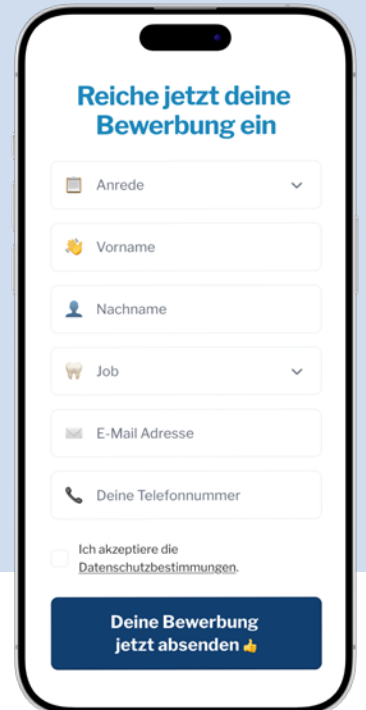 Reiche jetzt deine
Bewerbung ein
Anrede
Vorname
Nachname
Job
E-Mail Adresse
Deine Telefonnummer
Ich akzeptiere die
Datenschutzbestimmungen.
Deine Bewerbung
jetzt absenden 👍